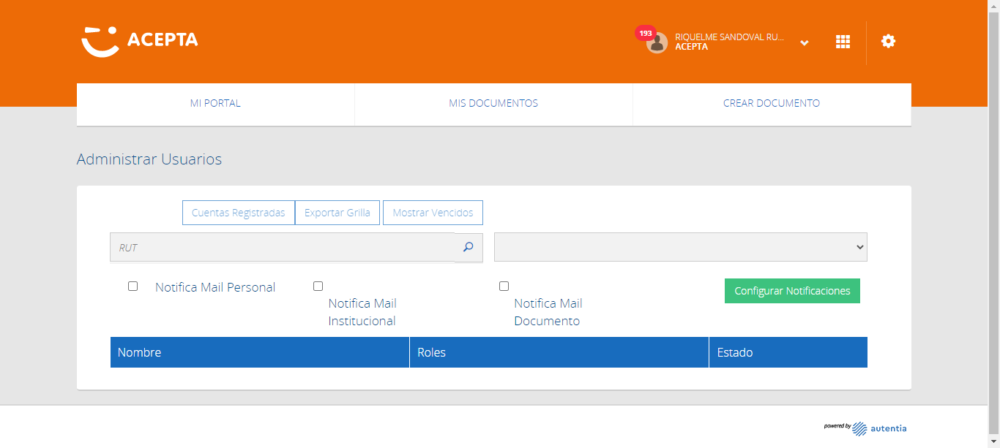 ACEPTA
193
RIQUELME SANDOVAL RU...
ACEPTA
MI PORTAL
MIS DOCUMENTOS
CREAR DOCUMENTO
Administrar Usuarios
Cuentas Registradas
Exportar Grilla
Mostrar Vencidos
RUT
Notifica Mail Personal
Notifica Mail
Institucional
Notifica Mail
Documento
Configurar Notificaciones
Nombre
Roles
Estado
powered by
autentia